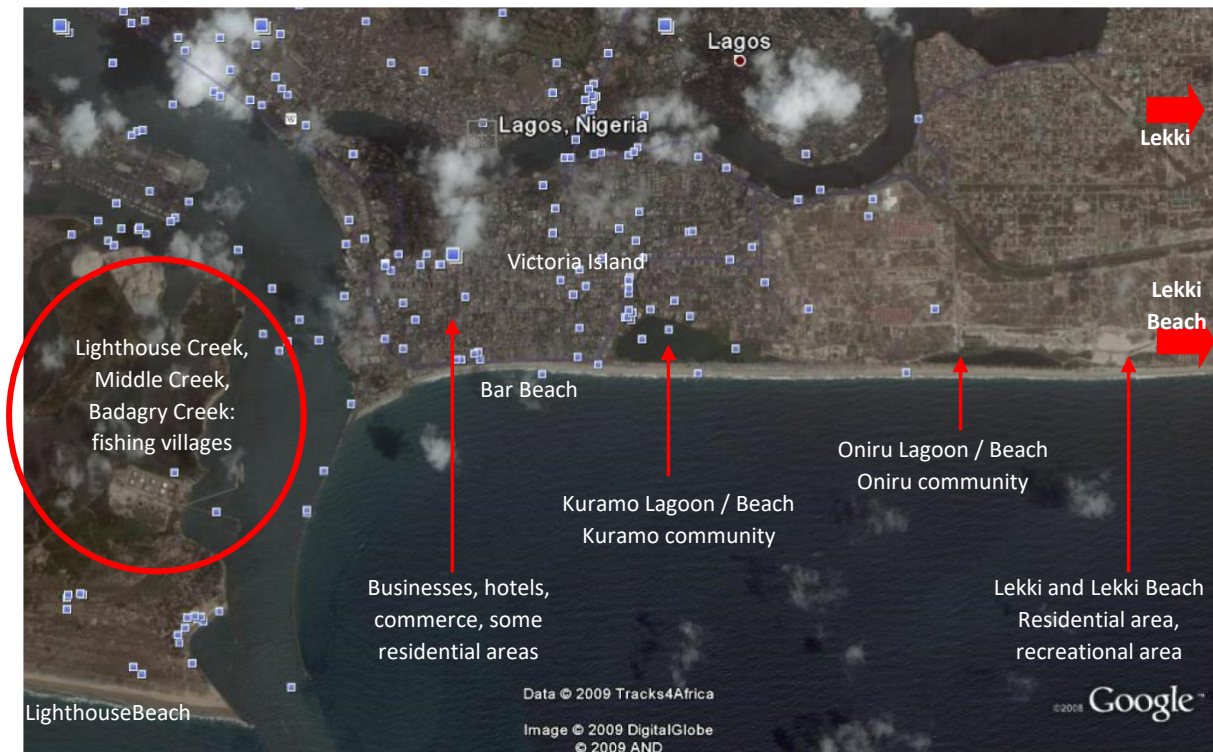 Lagos
Lagos, Nigeria
Lekki
Victoria Island
Lekki
Beach
Lighthouse Creek,
Middle Creek,
Badagry Creek:
fishing villages
Bar Beach
Oniru Lagoon / Beach
Oniru community
Kuramo Lagoon / Beach
Kuramo community
Businesses, hotels,
commerce, some
residential areas
Lekki and Lekki Beach
Residential area,
recreational area
LighthouseBeach
Data © 2009 Tracks4Africa
Image © 2009 DigitalGlobe
© 2009 AND
©2008 Google™